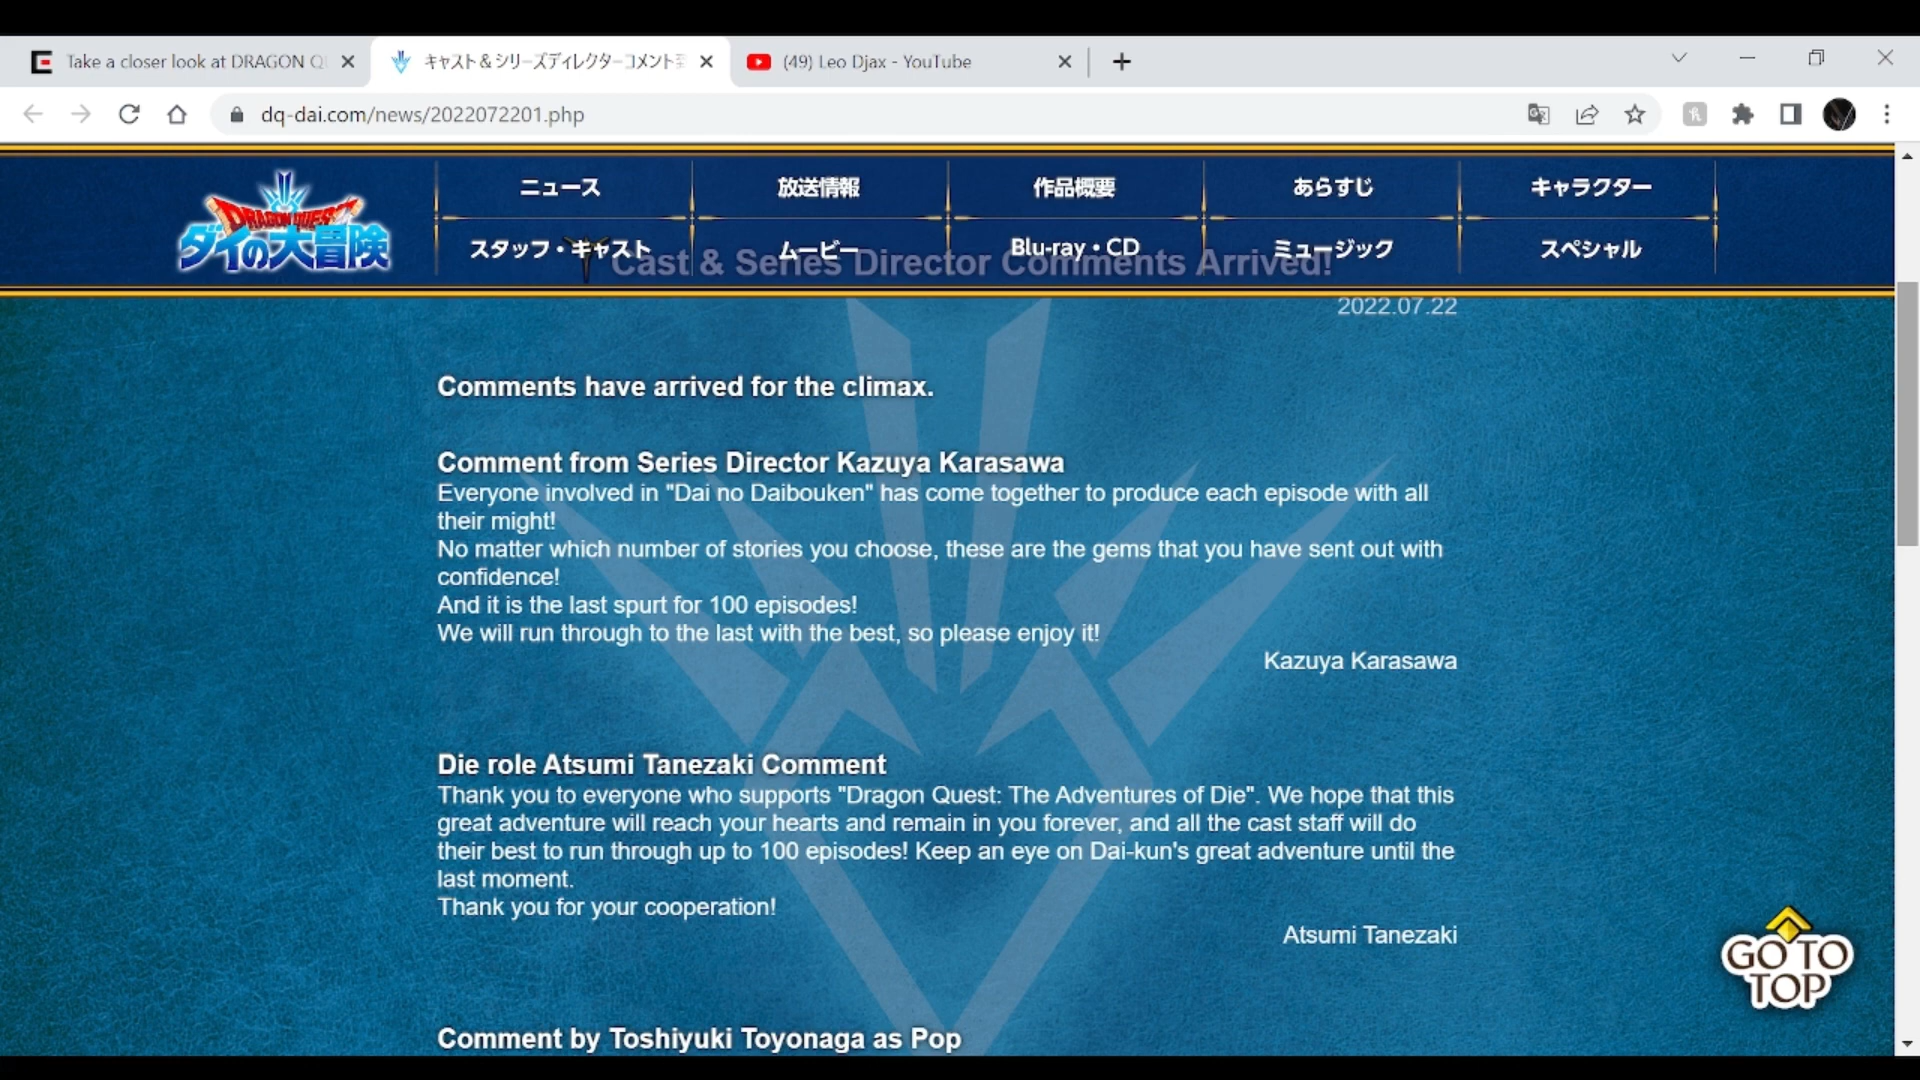 Take a closer look at DRAGON QU
キャスト＆シリーズディレクターコメント到
(49) Leo Djax - YouTube
dq-dai.com/news/2022072201.php
DRAGON QUEST
ダイの大冒険
ニュース
放送情報
作品概要
あらすじ
キャラクター
スタッフ・キャスト
ムービー
Blu-ray・CD
ミュージック
スペシャル
Cast & Series Director Comments Arrived!
2022.07.22
Comments have arrived for the climax.
Comment from Series Director Kazuya Karasawa
Everyone involved in "Dai no Daibouken" has come together to produce each episode with all
their might!
No matter which number of stories you choose, these are the gems that you have sent out with
confidence!
And it is the last spurt for 100 episodes!
We will run through to the last with the best, so please enjoy it!
Kazuya Karasawa
Die role Atsumi Tanezaki Comment
Thank you to everyone who supports "Dragon Quest: The Adventures of Die". We hope that this
great adventure will reach your hearts and remain in you forever, and all the cast staff will do
their best to run through up to 100 episodes! Keep an eye on Dai-kun's great adventure until the
last moment.
Thank you for your cooperation!
Atsumi Tanezaki
GO TO
TOP
Comment by Toshiyuki Toyonaga as Pop